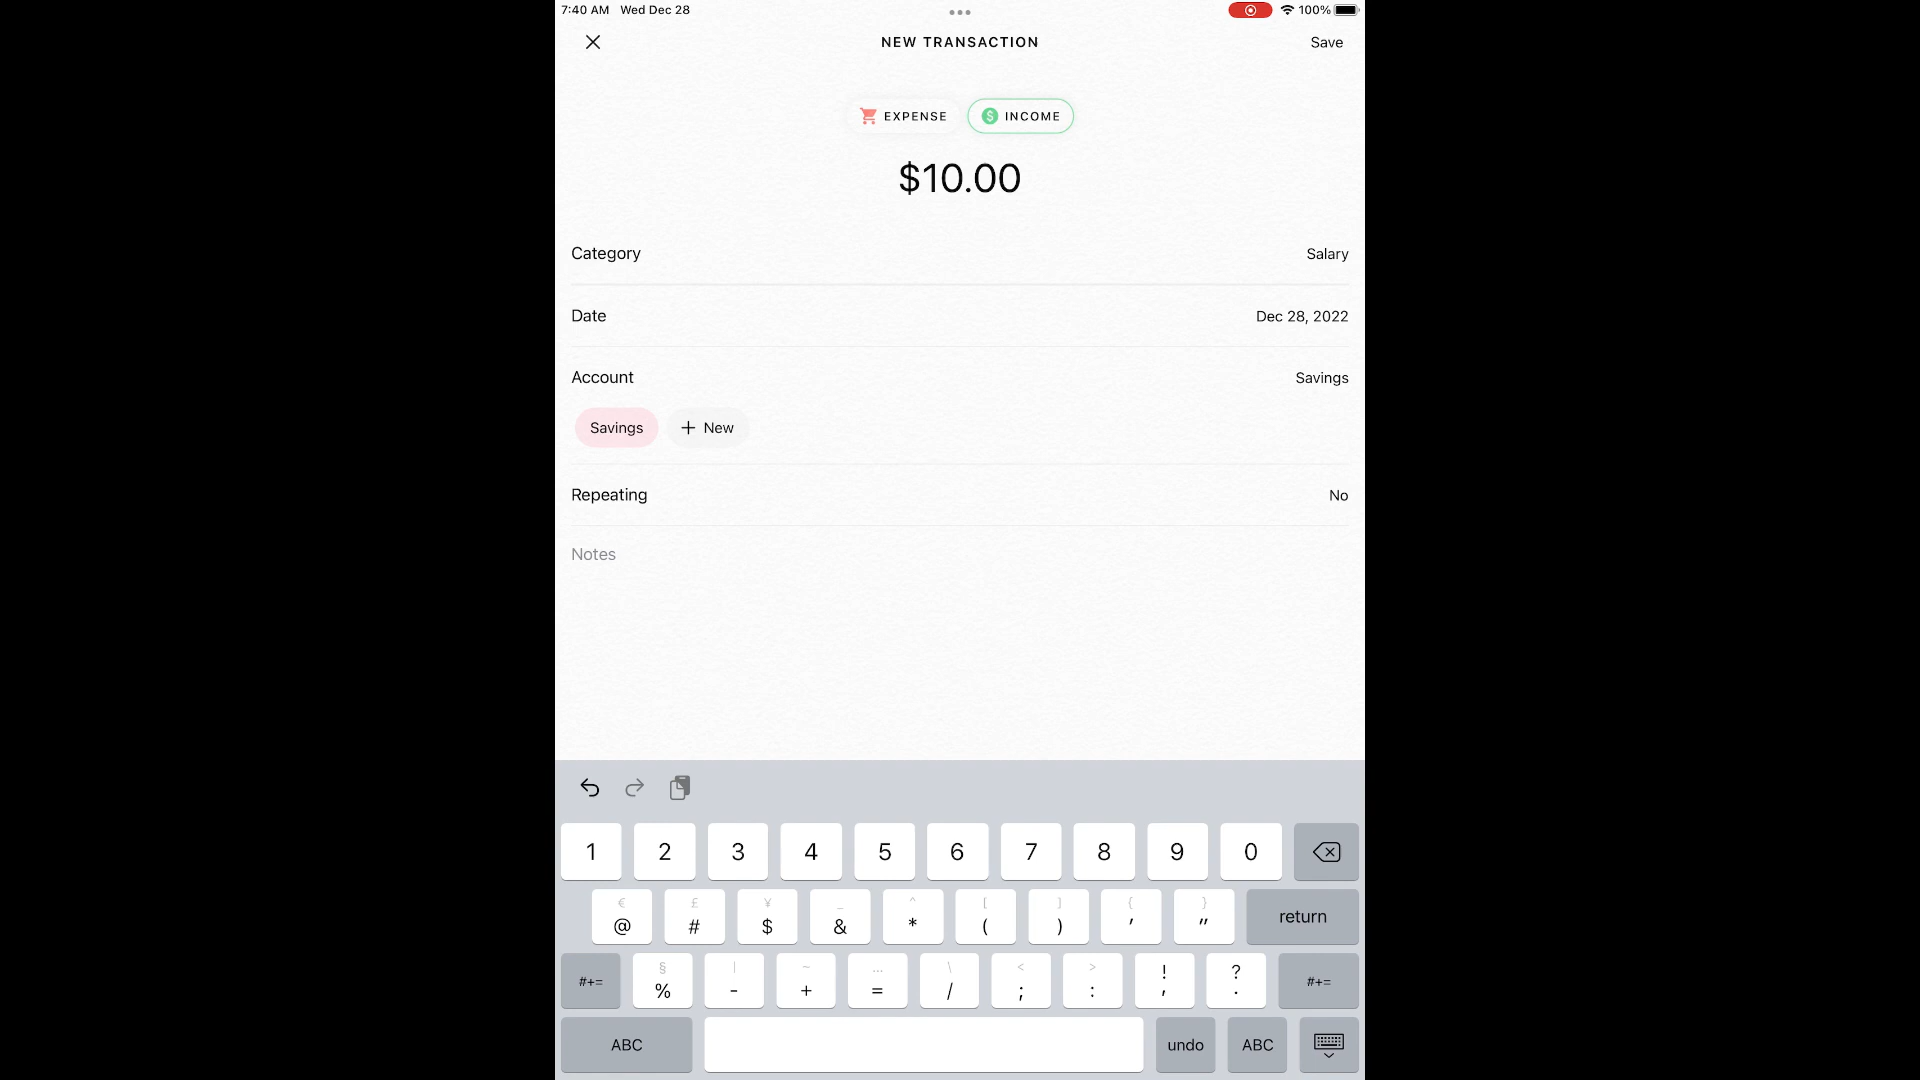 7:40 AM Wed Dec 28
100%
NEW TRANSACTION
Save
EXPENSE
$ INCOME
$10.00
Category Salary
Date Dec 28, 2022
Account Savings
Savings + New
Repeating No
Notes
1 2 3 4 5 6 7 8 9 0
€ £ ¥ _ ^ [ ] { }
@ # $ & * ( ) ' " return
§ | ~ … \ < > ! ?
#+= % - + = / ; : , . #+=
ABC undo ABC